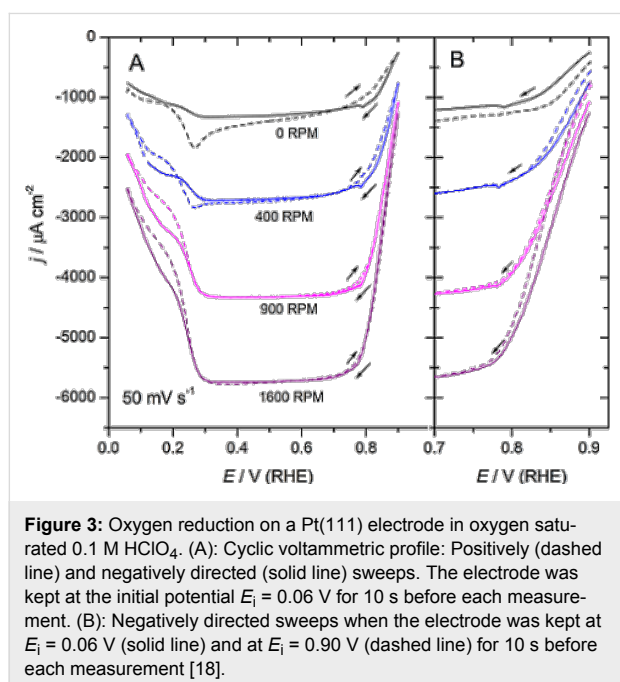 0
-1000
-2000
-3000
-4000
-5000
-6000
j / µA cm-2
A
B
0 RPM
400 RPM
900 RPM
1600 RPM
50 mV s-1
0.0 0.2 0.4 0.6 0.8 0.7 0.8 0.9
E / V (RHE) E / V (RHE)
Figure 3: Oxygen reduction on a Pt(111) electrode in oxygen satu-
rated 0.1 M HClO4. (A): Cyclic voltammetric profile: Positively (dashed
line) and negatively directed (solid line) sweeps. The electrode was
kept at the initial potential Ei = 0.06 V for 10 s before each measure-
ment. (B): Negatively directed sweeps when the electrode was kept at
Ei = 0.06 V (solid line) and at Ei = 0.90 V (dashed line) for 10 s before
each measurement [18].